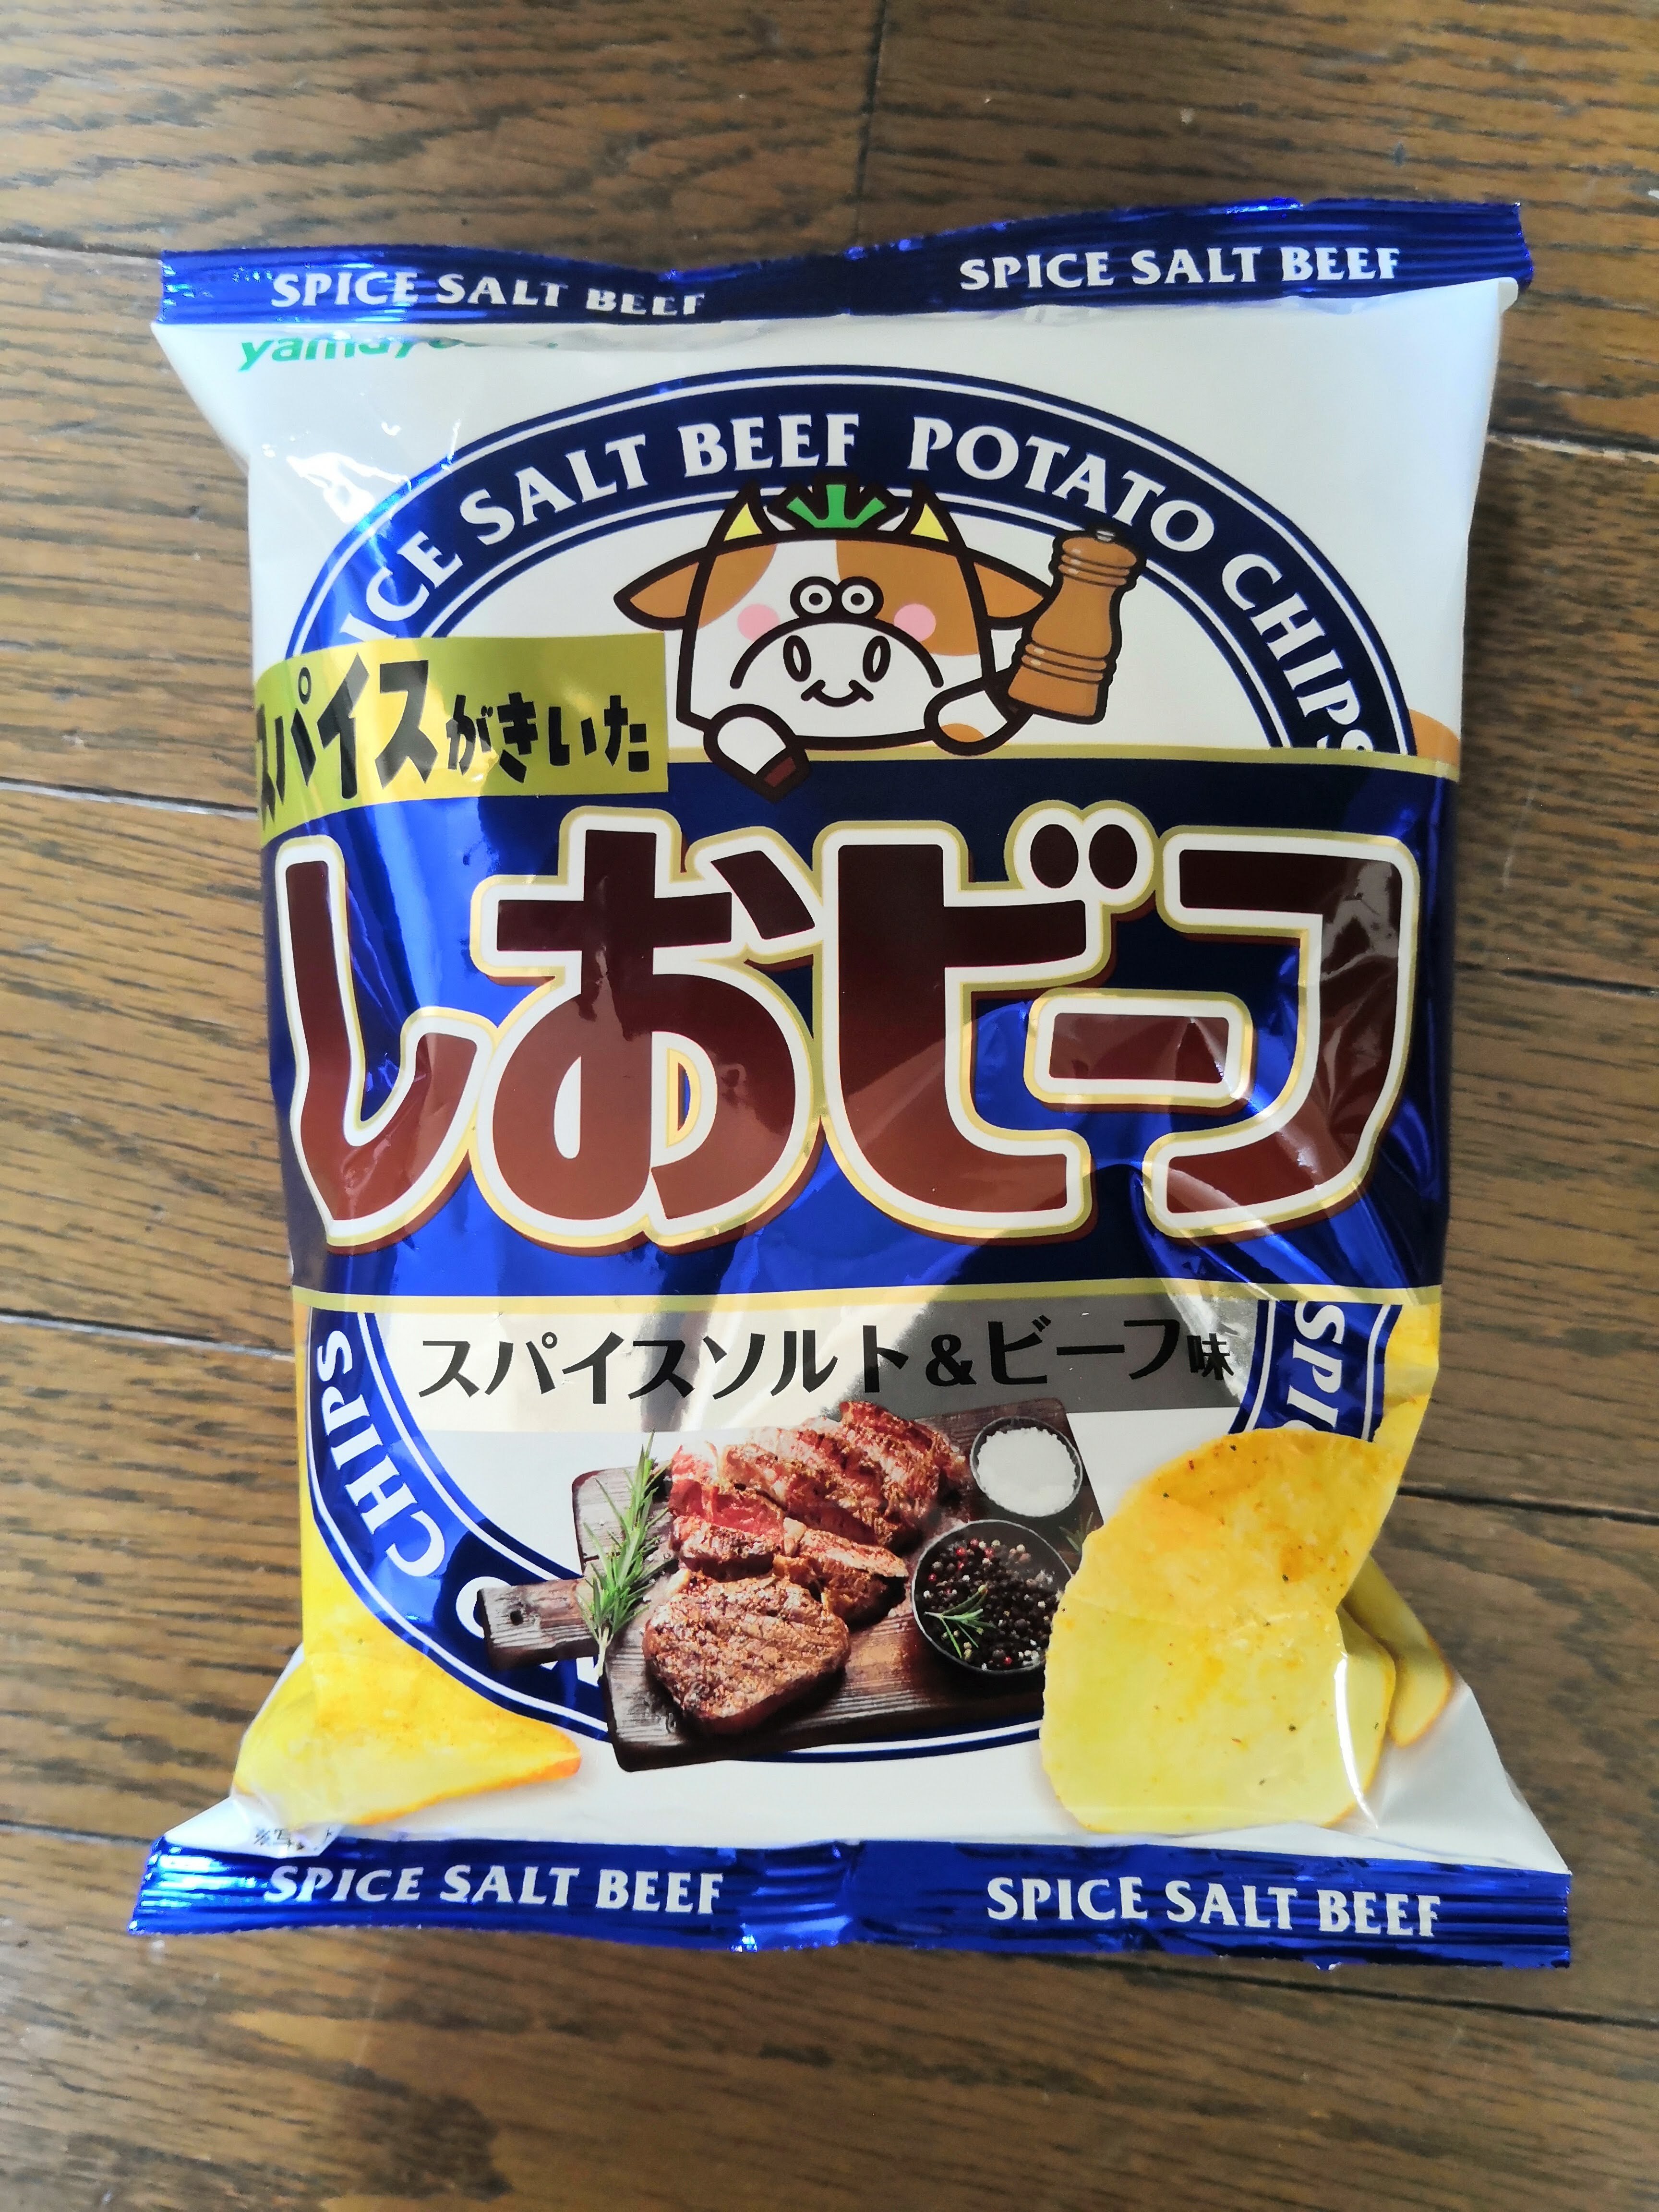 SPICE SALT BEEF SPICE SALT BEEF
SALT BEEF POTATO CHIPS
スパイスがきいた
しおビーフ
スパイスソルト&ビーフ味
CHIPS
SPICE SALT BEEF SPICE SALT BEEF